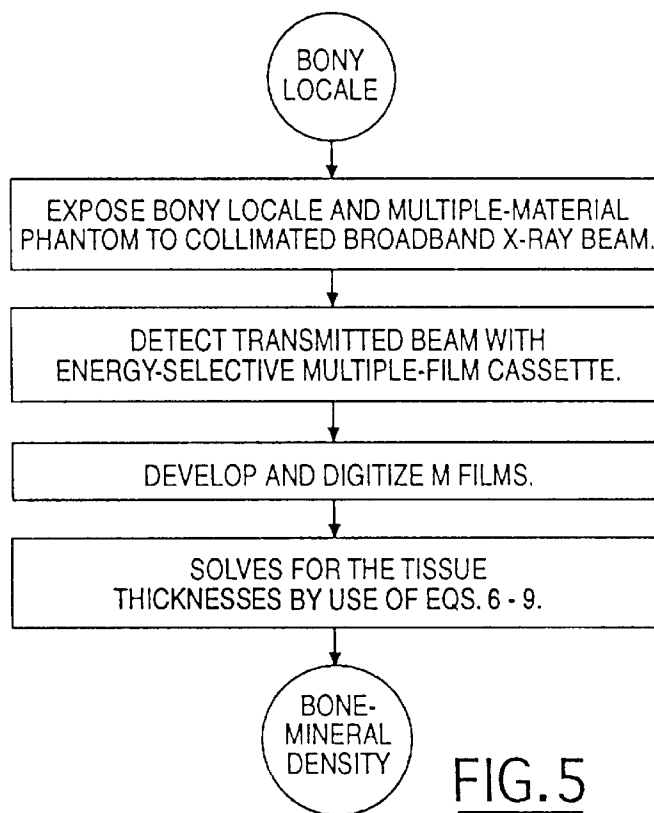 BONY
LOCALE
EXPOSE BONY LOCALE AND MULTIPLE-MATERIAL
PHANTOM TO COLLIMATED BROADBAND X-RAY BEAM.
DETECT TRANSMITTED BEAM WITH
ENERGY-SELECTIVE MULTIPLE-FILM CASSETTE.
DEVELOP AND DIGITIZE M FILMS.
SOLVES FOR THE TISSUE
THICKNESSES BY USE OF EQS. 6 - 9.
BONE-
MINERAL
DENSITY
FIG. 5